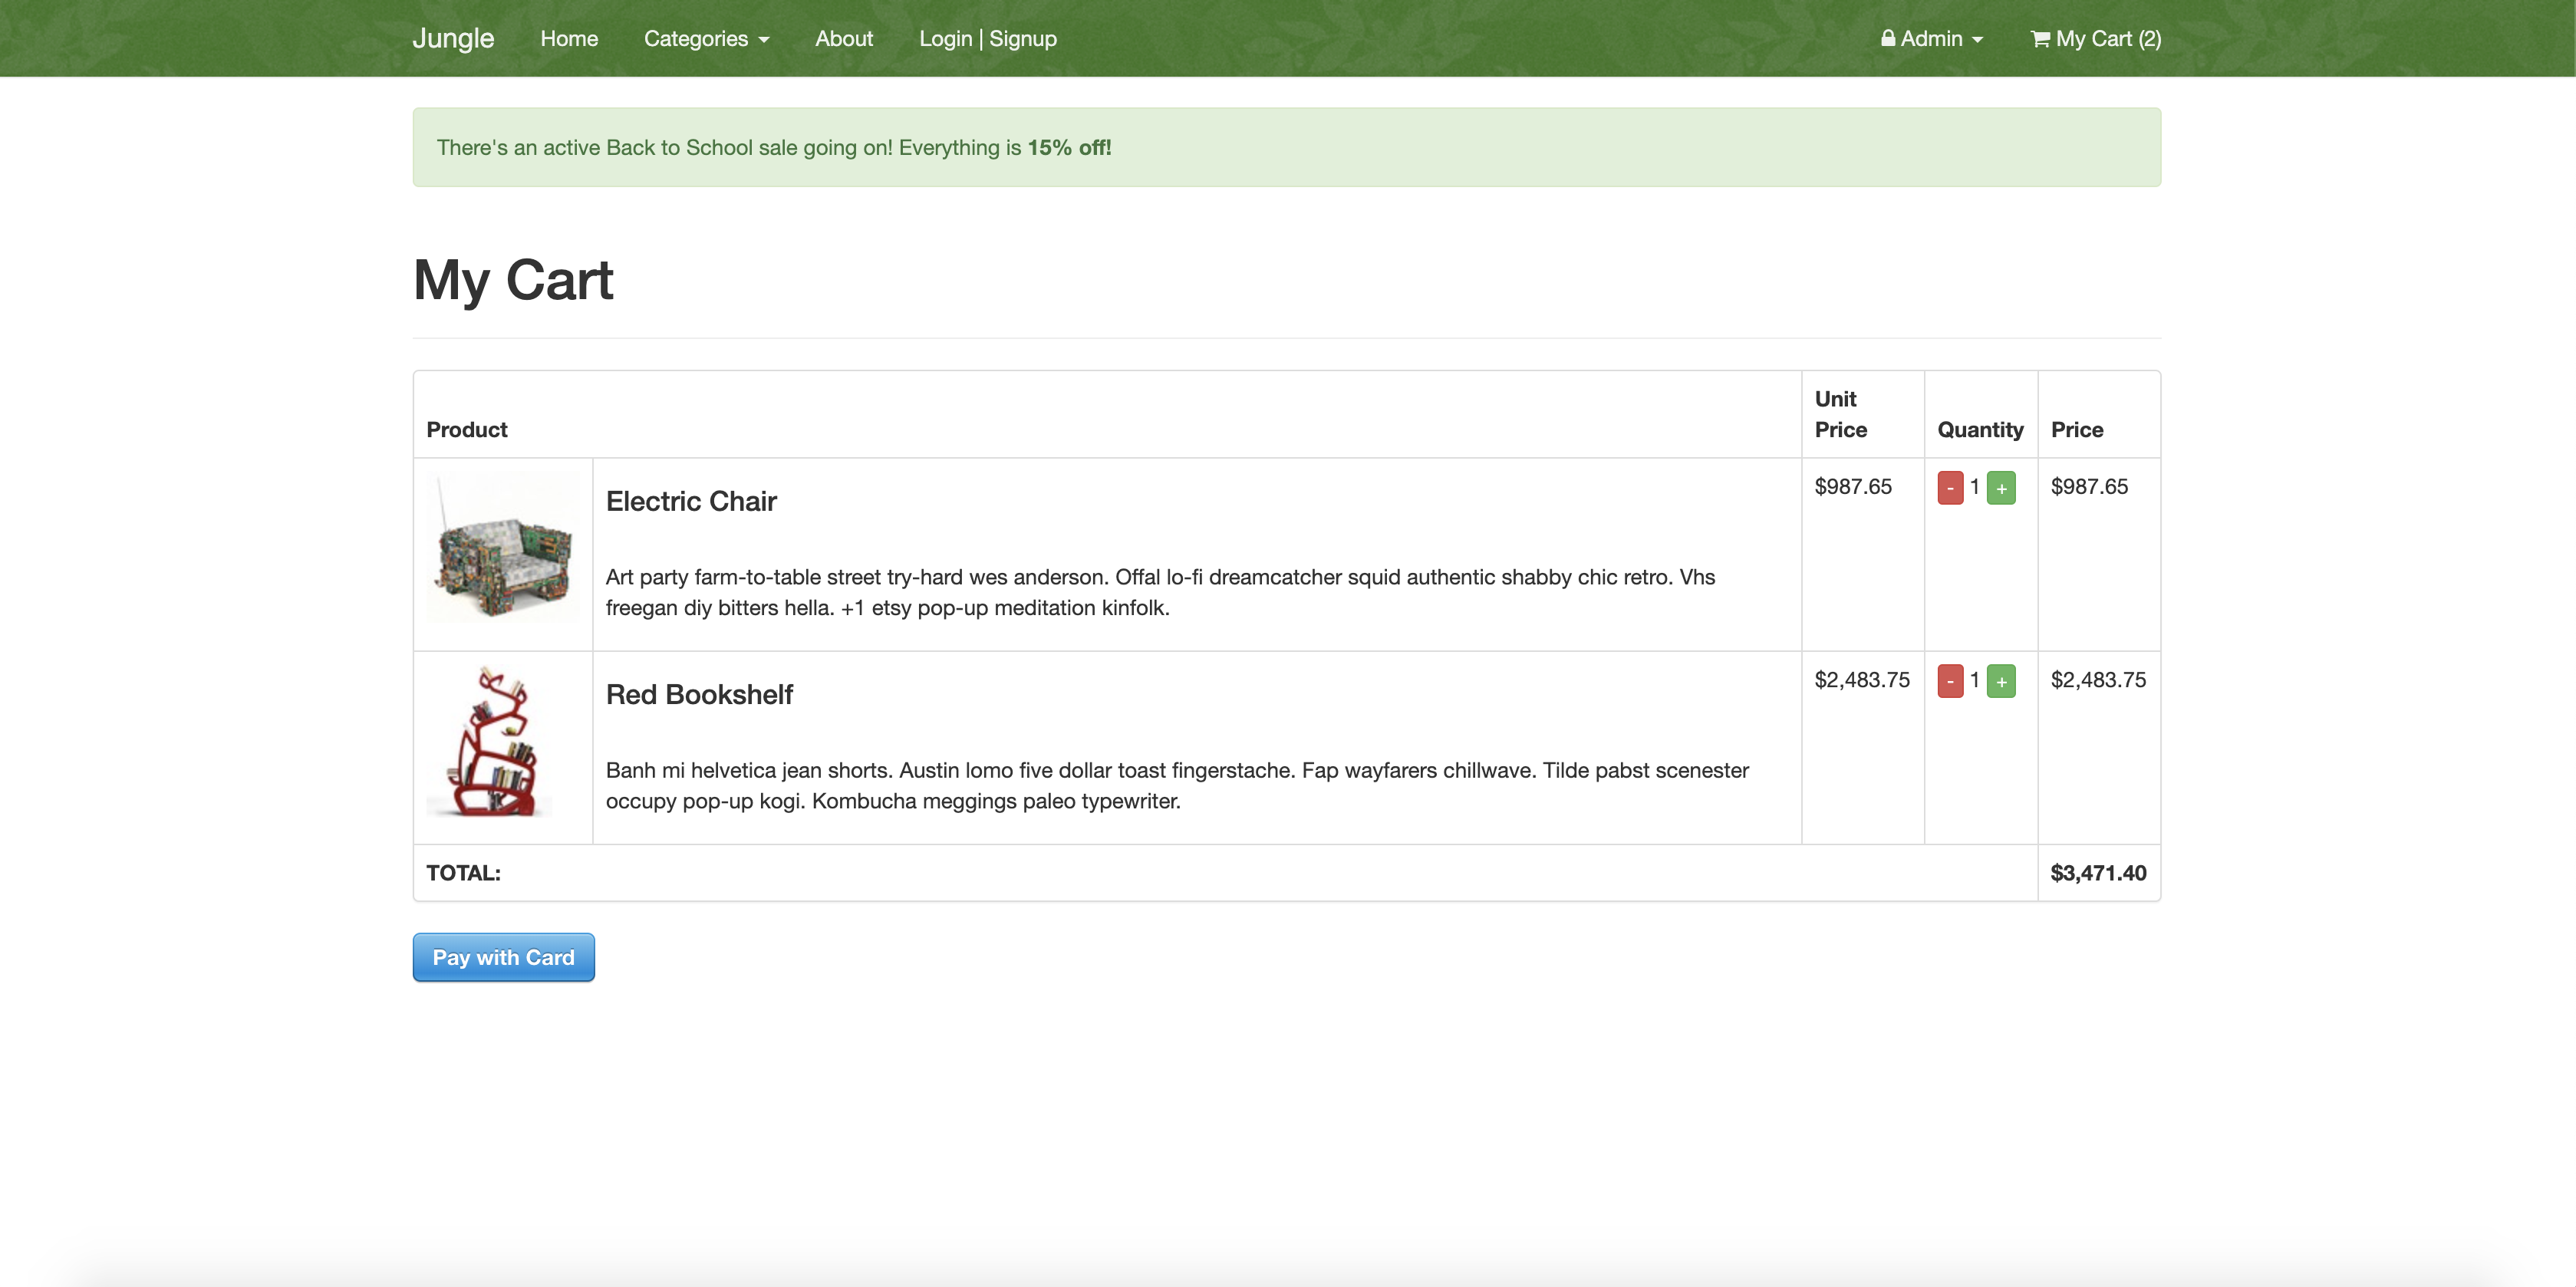 Jungle Home Categories About Login | Signup Admin My Cart (2)
There's an active Back to School sale going on! Everything is 15% off!
My Cart
Product Unit Price Quantity Price
Electric Chair $987.65 - 1 + $987.65
Art party farm-to-table street try-hard wes anderson. Offal lo-fi dreamcatcher squid authentic shabby chic retro. Vhs
freegan diy bitters hella. +1 etsy pop-up meditation kinfolk.
Red Bookshelf $2,483.75 - 1 + $2,483.75
Banh mi helvetica jean shorts. Austin lomo five dollar toast fingerstache. Fap wayfarers chillwave. Tilde pabst scenester
occupy pop-up kogi. Kombucha meggings paleo typewriter.
TOTAL: $3,471.40
Pay with Card